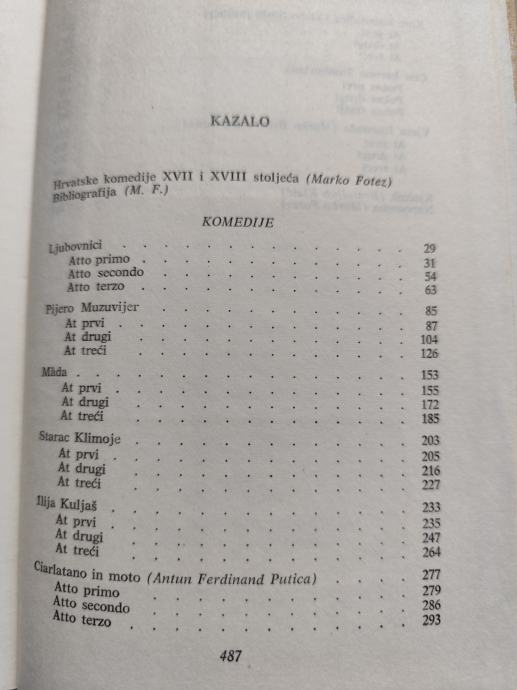 KAZALO
Hrvatske komedije XVII i XVIII stoljeća (Marko Fotez)
Bibliografija (M. F.)
KOMEDIJE
Ljubovnici . . . . . . . . . . . . 29
Atto primo . . . . . . . . . . . . 31
Atto secondo . . . . . . . . . . . 54
Atto terzo . . . . . . . . . . . . 63
Pijero Muzuvijer . . . . . . . . . . 85
At prvi . . . . . . . . . . . . . 87
At drugi . . . . . . . . . . . . 104
At treći . . . . . . . . . . . . 126
Mada . . . . . . . . . . . . . . 153
At prvi . . . . . . . . . . . . . 155
At drugi . . . . . . . . . . . . 172
At treći . . . . . . . . . . . . 185
Starac Klimoje . . . . . . . . . . . 203
At prvi . . . . . . . . . . . . . 205
At drugi . . . . . . . . . . . . 216
At treći . . . . . . . . . . . . 227
Ilija Kuljaš . . . . . . . . . . . . 233
At prvi . . . . . . . . . . . . . 235
At drugi . . . . . . . . . . . . 247
At treći . . . . . . . . . . . . 264
Ciarlatano in moto (Antun Ferdinand Putica) . . . . 277
Atto primo . . . . . . . . . . . . 279
Atto secondo . . . . . . . . . . . 286
Atto terzo . . . . . . . . . . . . 293
487